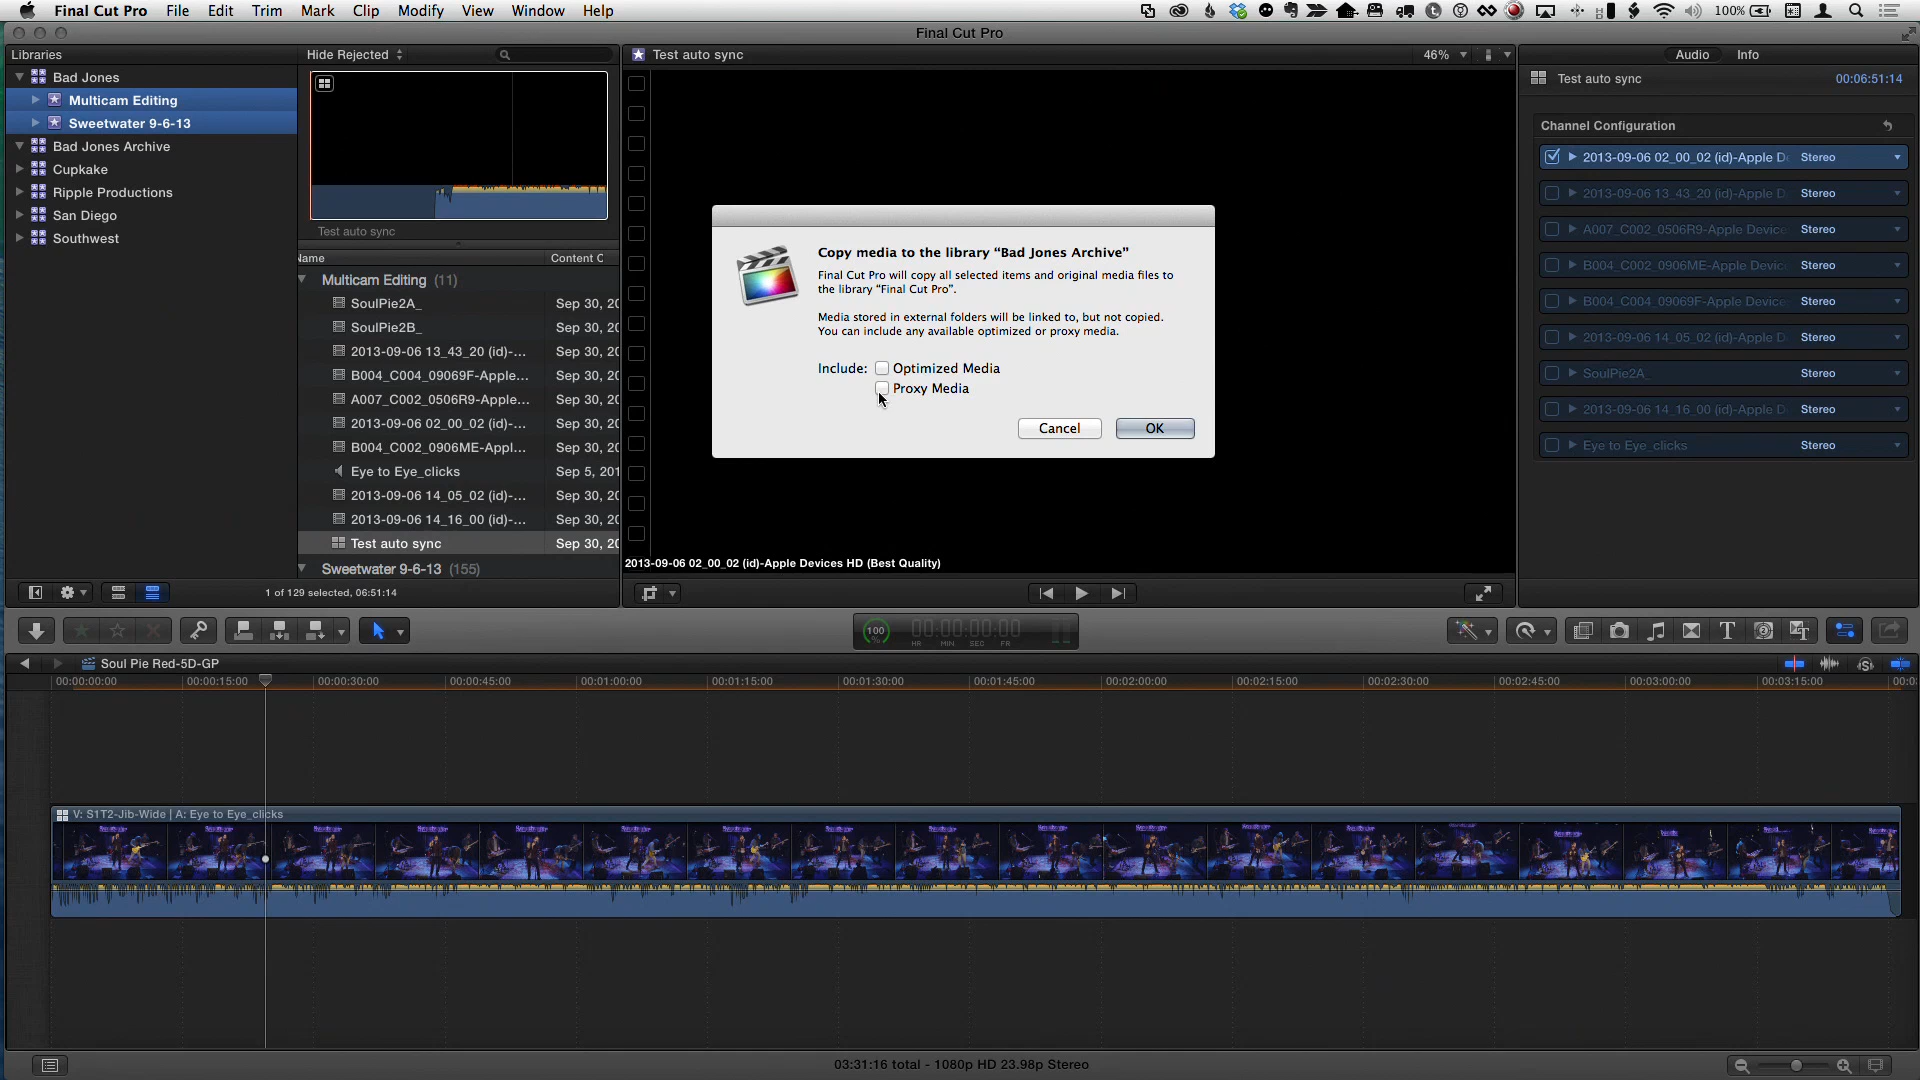 Final Cut Pro File Edit Trim Mark Clip Modify View Window Help 100%
Final Cut Pro
Libraries
Bad Jones
Multicam Editing
Sweetwater 9-6-13
Bad Jones Archive
Cupkake
Ripple Productions
San Diego
Southwest
Hide Rejected
Test auto sync
Name Content C
Multicam Editing (11)
SoulPie2A_ Sep 30, 20
SoulPie2B_ Sep 30, 20
2013-09-06 13_43_20 (id)-... Sep 30, 20
B004_C004_09069F-Apple... Sep 30, 20
A007_C002_0506R9-Apple... Sep 30, 20
2013-09-06 02_00_02 (id)-... Sep 30, 20
B004_C002_0906ME-Appl... Sep 30, 20
Eye to Eye_clicks Sep 5, 201
2013-09-06 14_05_02 (id)-... Sep 30, 20
2013-09-06 14_16_00 (id)-... Sep 30, 20
Test auto sync Sep 30, 20
Sweetwater 9-6-13 (155)
1 of 129 selected, 06:51:14
Test auto sync 46%
Copy media to the library “Bad Jones Archive”
Final Cut Pro will copy all selected items and original media files to
the library “Final Cut Pro”.
Media stored in external folders will be linked to, but not copied.
You can include any available optimized or proxy media.
Include: Optimized Media
Proxy Media
Cancel OK
2013-09-06 02_00_02 (id)-Apple Devices HD (Best Quality)
Audio Info
Test auto sync 00:06:51:14
Channel Configuration
2013-09-06 02_00_02 (id)-Apple D Stereo
2013-09-06 13_43_20 (id)-Apple D Stereo
A007_C002_0506R9-Apple Device Stereo
B004_C002_0906ME-Apple Devic Stereo
B004_C004_09069F-Apple Device Stereo
2013-09-06 14_05_02 (id)-Apple D Stereo
SoulPie2A_ Stereo
2013-09-06 14_16_00 (id)-Apple D Stereo
Eye to Eye_clicks Stereo
100 00:00:00:00
HR MIN SEC FR
Soul Pie Red-5D-GP
00:00:00:00 00:00:15:00 00:00:30:00 00:00:45:00 00:01:00:00 00:01:15:00 00:01:30:00 00:01:45:00 00:02:00:00 00:02:15:00 00:02:30:00 00:02:45:00 00:03:00:00 00:03:15:00 00:0
V: S1T2-Jib-Wide | A: Eye to Eye_clicks
03:31:16 total - 1080p HD 23.98p Stereo